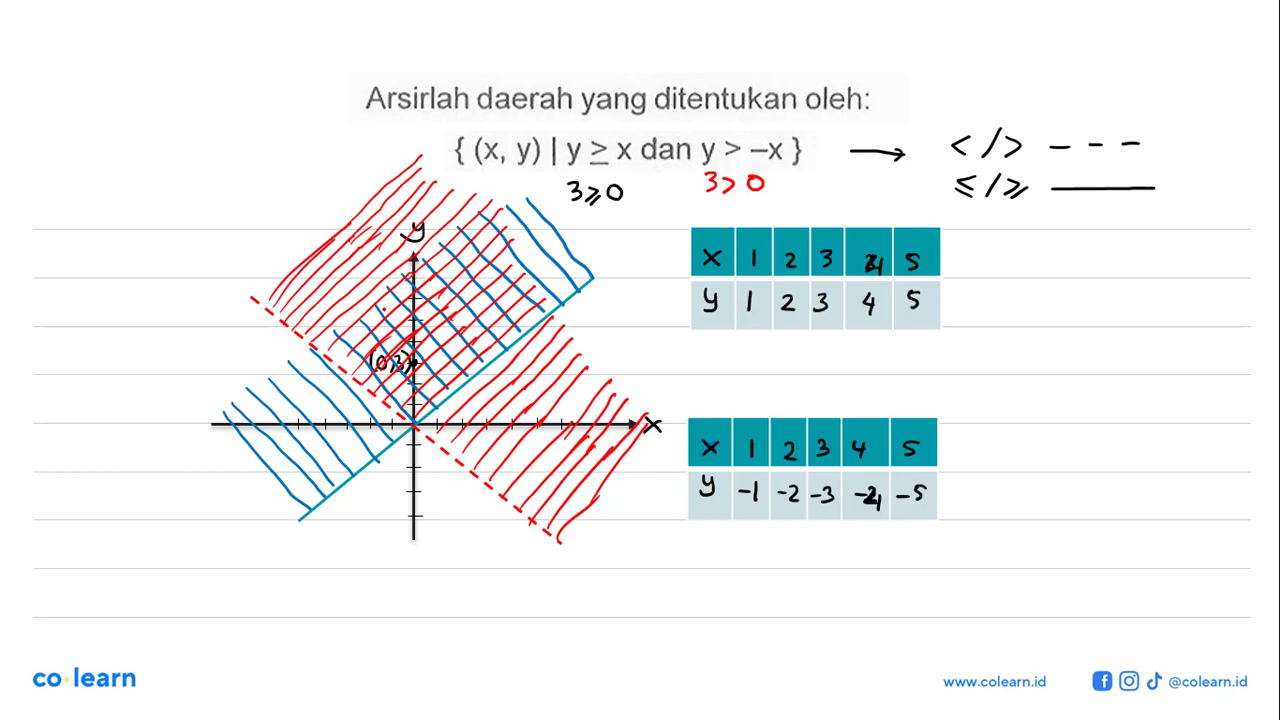 Arsirlah daerah yang ditentukan oleh:
{ (x, y) | y ≥ x dan y > –x }
→ < / > – – –
3 ≥ 0
3 > 0
≤ / ≥ ———
y
x 1 2 3 4 5
y 1 2 3 4 5
(0,3)
x
x 1 2 3 4 5
y -1 -2 -3 -4 -5
co learn
www.colearn.id
@colearn.id